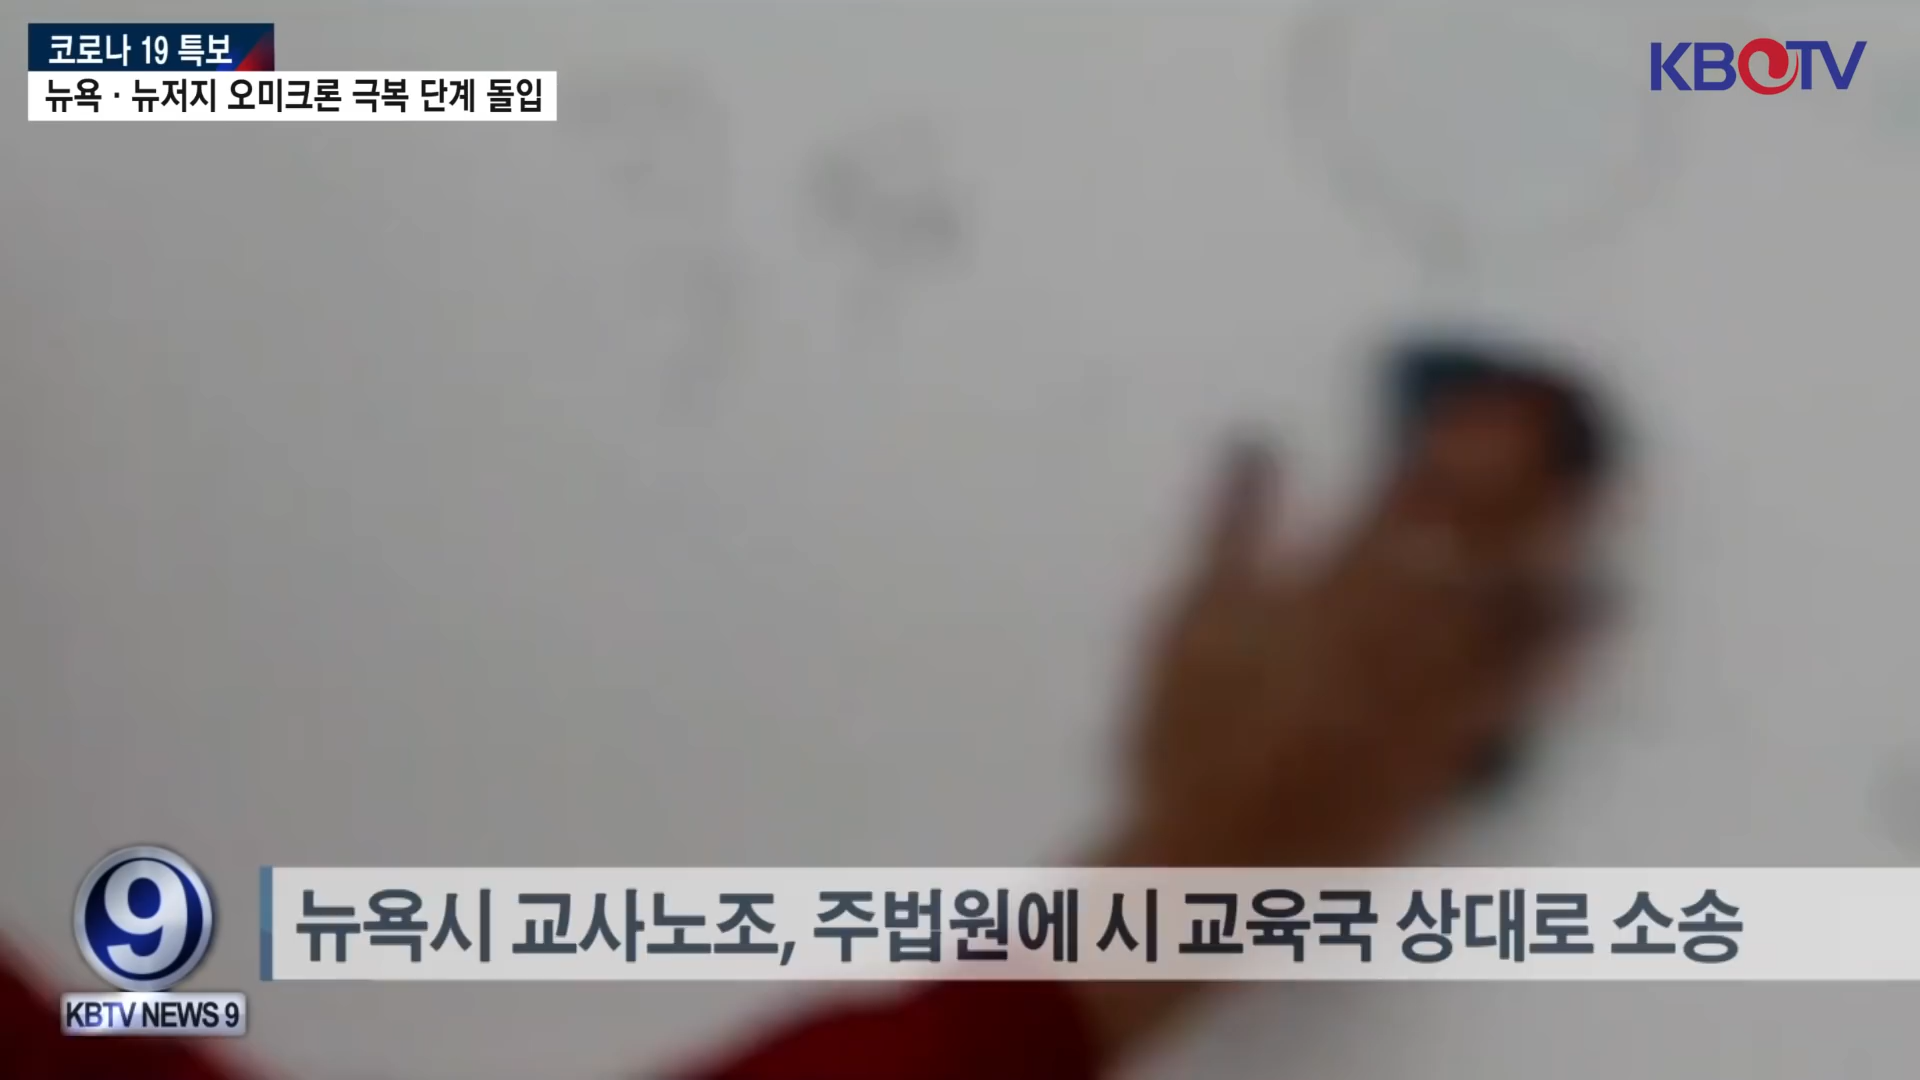 코로나 19 특보
뉴욕 · 뉴저지 오미크론 극복 단계 돌입
KBTV
9
KBTV NEWS 9
뉴욕시 교사노조, 주법원에 시 교육국 상대로 소송